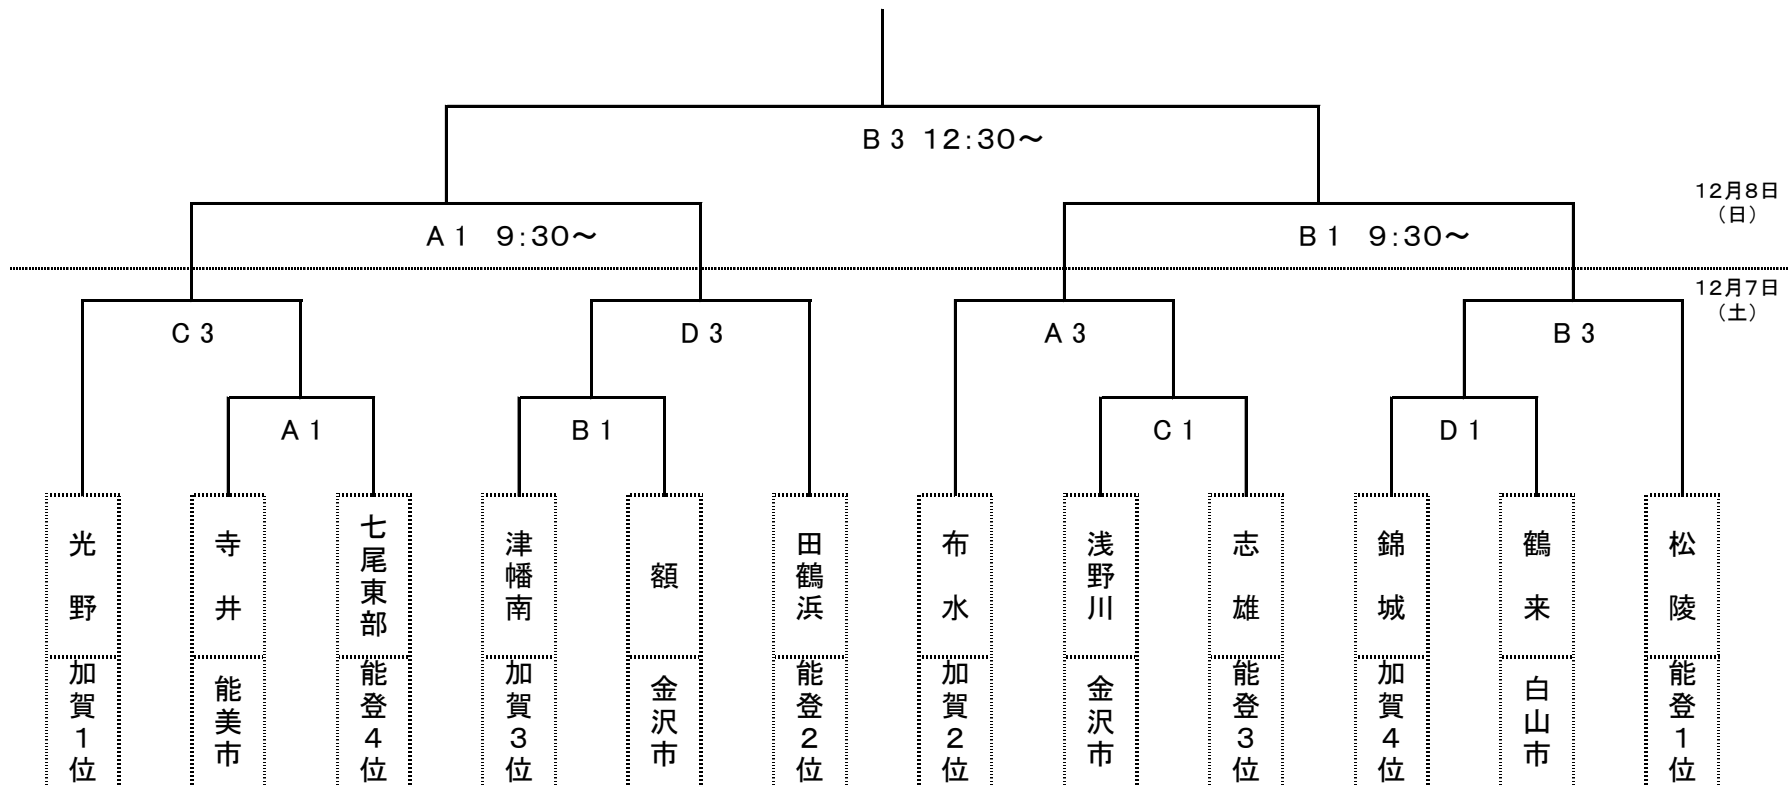 B3 12:30～
12月8日
（日）
A1 9:30～
B1 9:30～
12月7日
（土）
C3
D3
A3
B3
A1
B1
C1
D1
光野
寺井
七尾東部
津幡南
額
田鶴浜
布水
浅野川
志雄
錦城
鶴来
松陵
加賀1位
能美市
能登4位
加賀3位
金沢市
能登2位
加賀2位
金沢市
能登3位
加賀4位
白山市
能登1位